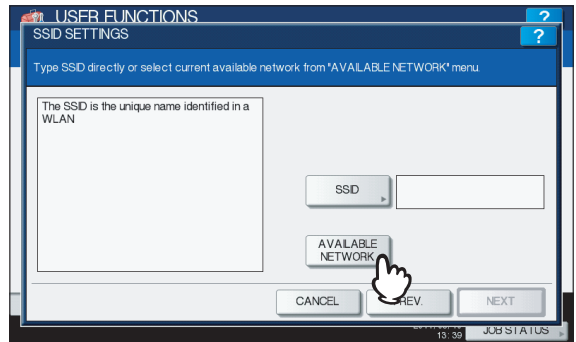 USER FUNCTIONS
?
SSID SETTINGS
?
Type SSID directly or select current available network from "AVAILABLE NETWORK" menu.
The SSID is the unique name identified in a
WLAN
SSID
AVAILABLE
NETWORK
CANCEL
PREV.
NEXT
13:39
JOB STATUS